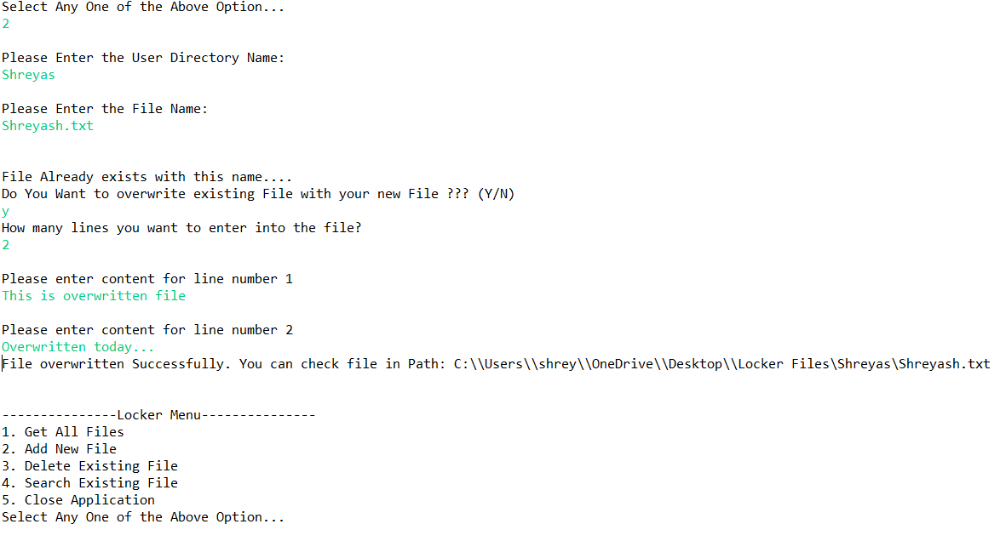 Select Any One of the Above Option...
2
Please Enter the User Directory Name:
Shreyas
Please Enter the File Name:
Shreyash.txt
File Already exists with this name....
Do You Want to overwrite existing File with your new File ??? (Y/N)
y
How many lines you want to enter into the file?
2
Please enter content for line number 1
This is overwritten file
Please enter content for line number 2
Overwritten today...
File overwritten Successfully. You can check file in Path: C:\\Users\\shrey\\OneDrive\\Desktop\\Locker Files\Shreyas\Shreyash.txt
---------------Locker Menu---------------
1. Get All Files
2. Add New File
3. Delete Existing File
4. Search Existing File
5. Close Application
Select Any One of the Above Option...